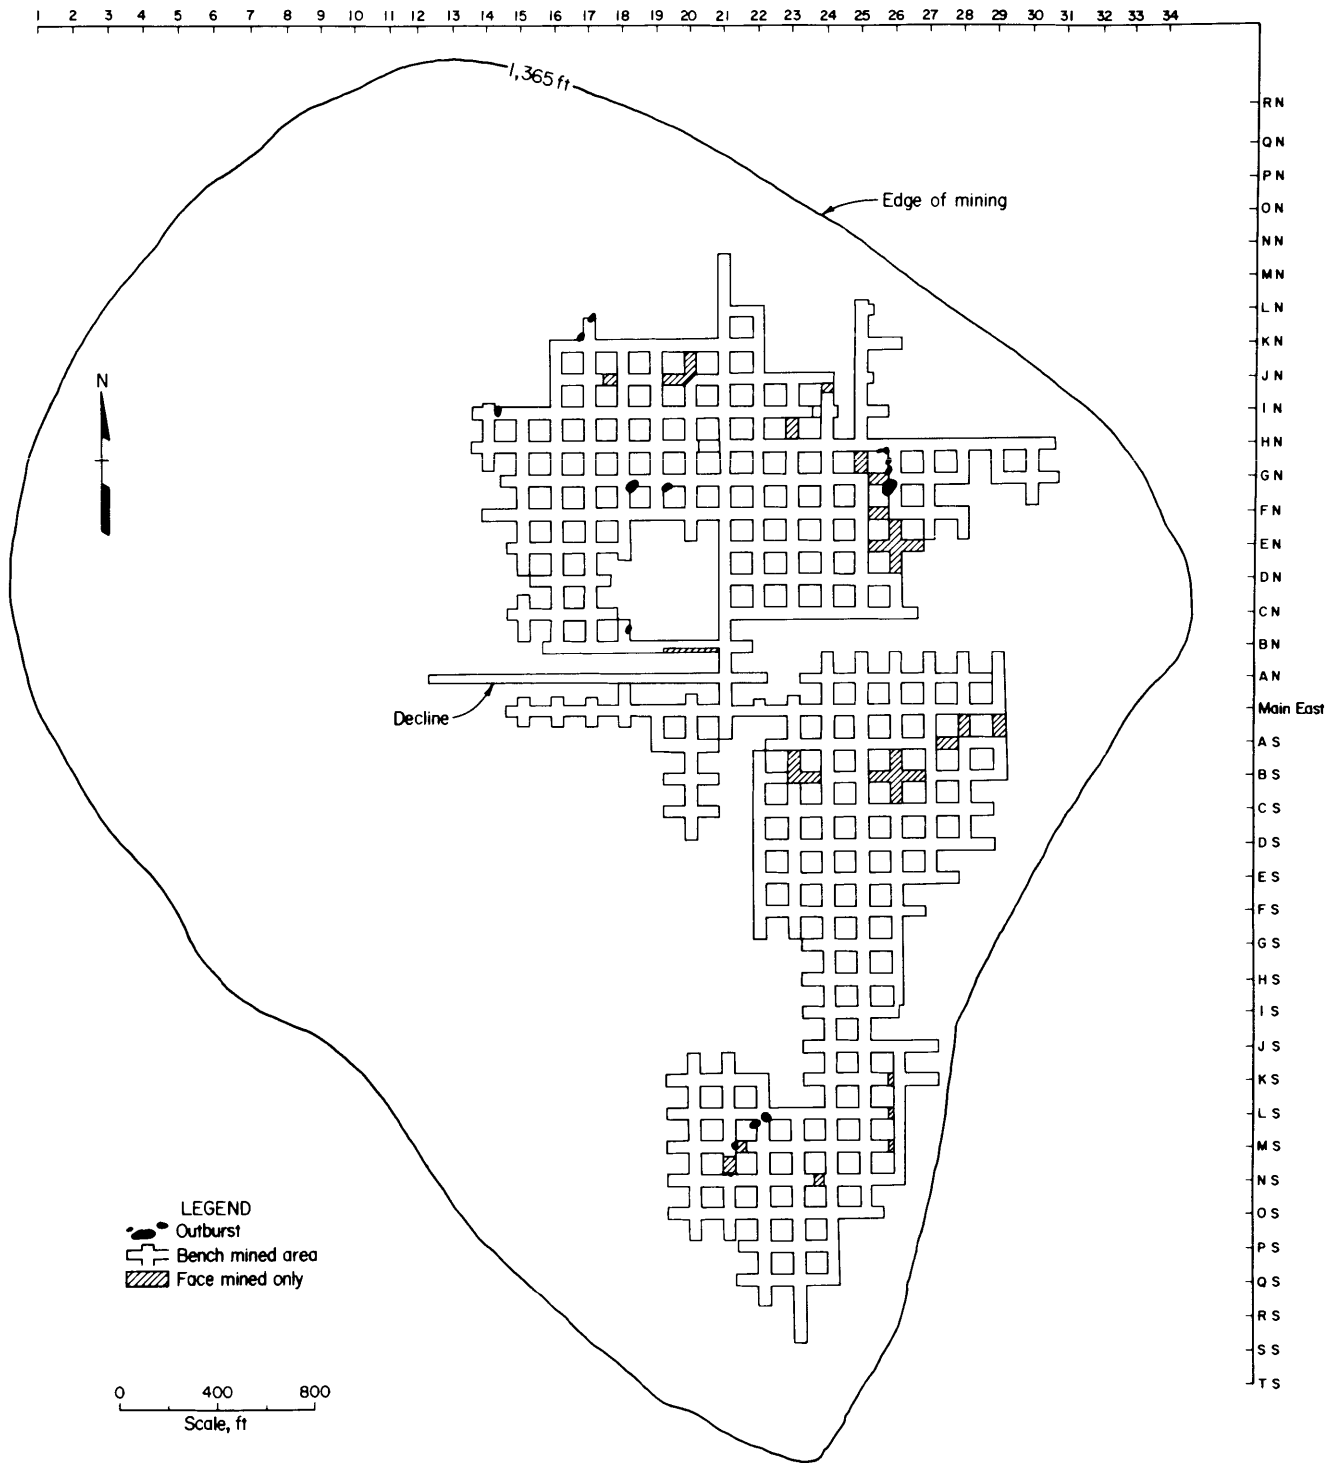 1 2 3 4 5 6 7 8 9 10 11 12 13 14 15 16 17 18 19 20 21 22 23 24 25 26 27 28 29 30 31 32 33 34
1,365 ft
RN
QN
PN
ON
Edge of mining
NN
MN
LN
KN
JN
N
IN
HN
GN
FN
EN
DN
CN
BN
AN
Main East
Decline
AS
BS
CS
DS
ES
FS
GS
HS
IS
JS
KS
LS
MS
NS
OS
PS
QS
RS
SS
TS
LEGEND
Outburst
Bench mined area
Face mined only
0 400 800
Scale, ft